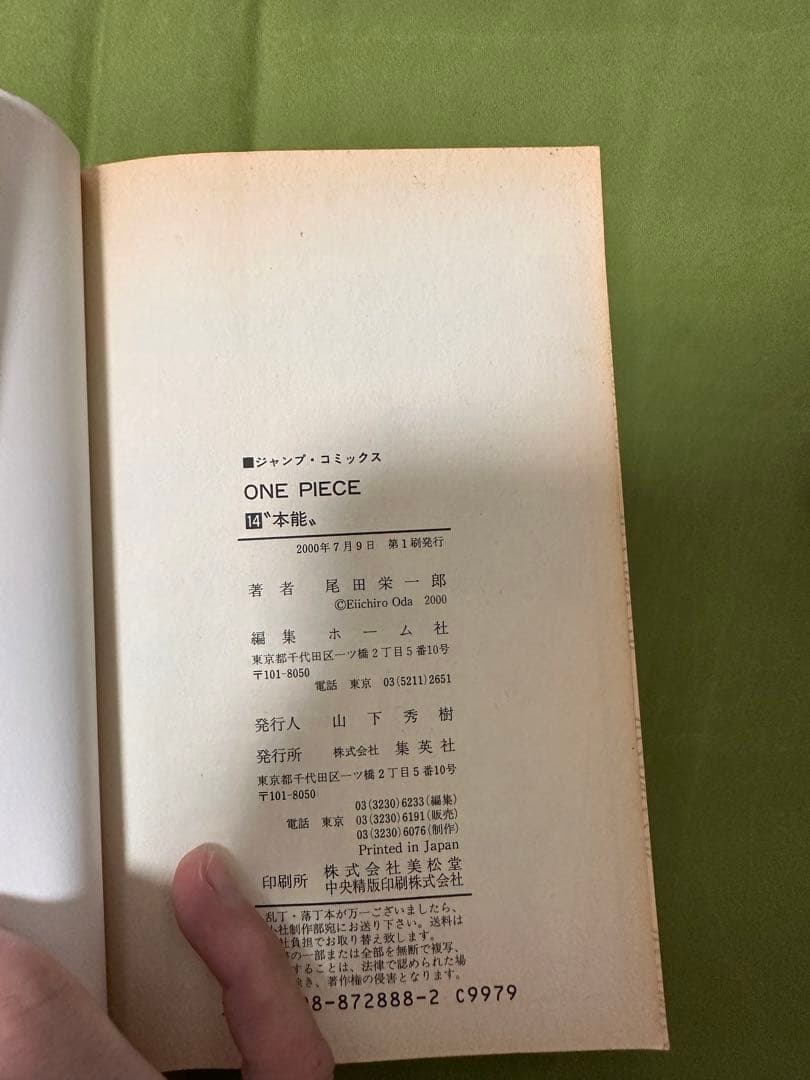 ■ジャンプ・コミックス
ONE PIECE
14〝本能〟
2000年7月9日 第1刷発行
著者 尾田栄一郎
©Eiichiro Oda 2000
編集 ホーム社
東京都千代田区一ツ橋2丁目5番10号
〒101-8050
電話 東京 03(5211)2651
発行人 山下秀樹
発行所 株式会社 集英社
東京都千代田区一ツ橋2丁目5番10号
〒101-8050
03(3230)6233(編集)
電話 東京 03(3230)6191(販売)
03(3230)6076(制作)
Printed in Japan
印刷所 株式会社美松堂
中央精版印刷株式会社
乱丁・落丁本が万一ございましたら、
ム社制作部宛にお送り下さい。送料は
社負担でお取り替え致します。
の一部または全部を無断で複写、
することは、法律で認められた場
除き、著作権の侵害となります。
08-872888-2 C9979